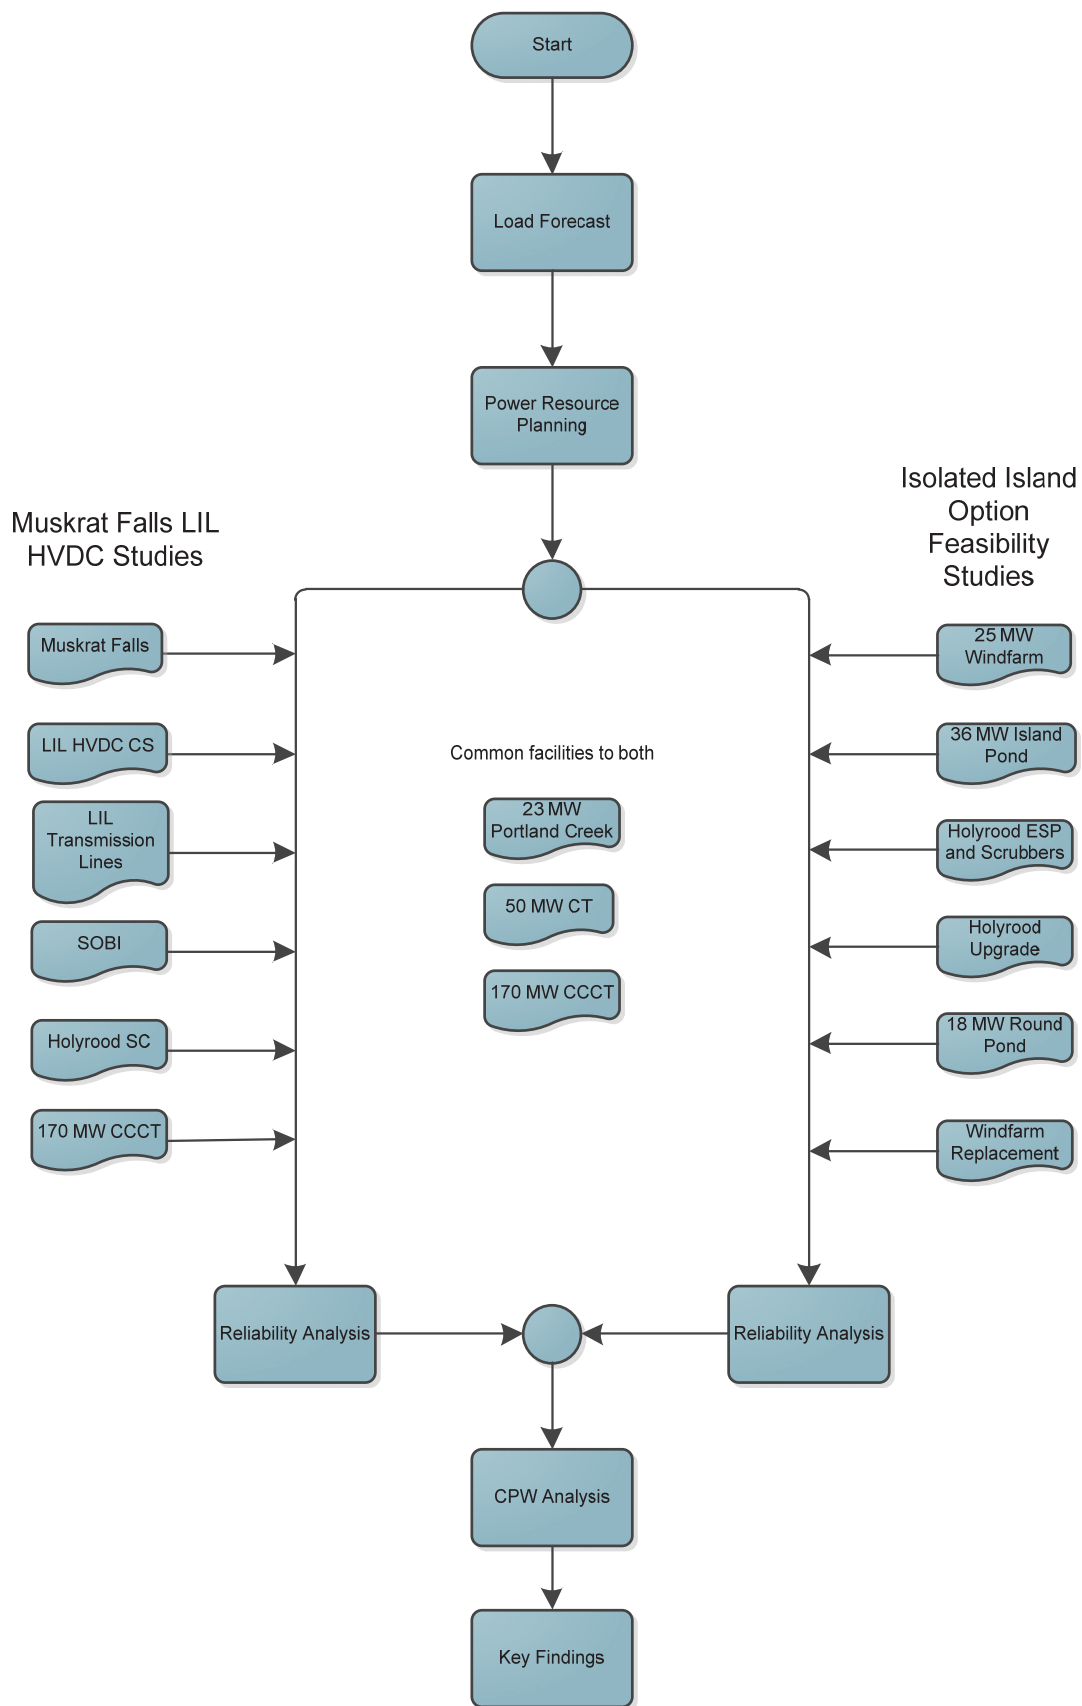 Start
Load Forecast
Power Resource
Planning
Muskrat Falls LIL
HVDC Studies
Muskrat Falls
LIL HVDC CS
LIL
Transmission
Lines
SOBI
Holyrood SC
170 MW CCCT
Common facilities to both
23 MW
Portland Creek
50 MW CT
170 MW CCCT
Isolated Island
Option
Feasibility
Studies
25 MW
Windfarm
36 MW Island
Pond
Holyrood ESP
and Scrubbers
Holyrood
Upgrade
18 MW Round
Pond
Windfarm
Replacement
Reliability Analysis
Reliability Analysis
CPW Analysis
Key Findings